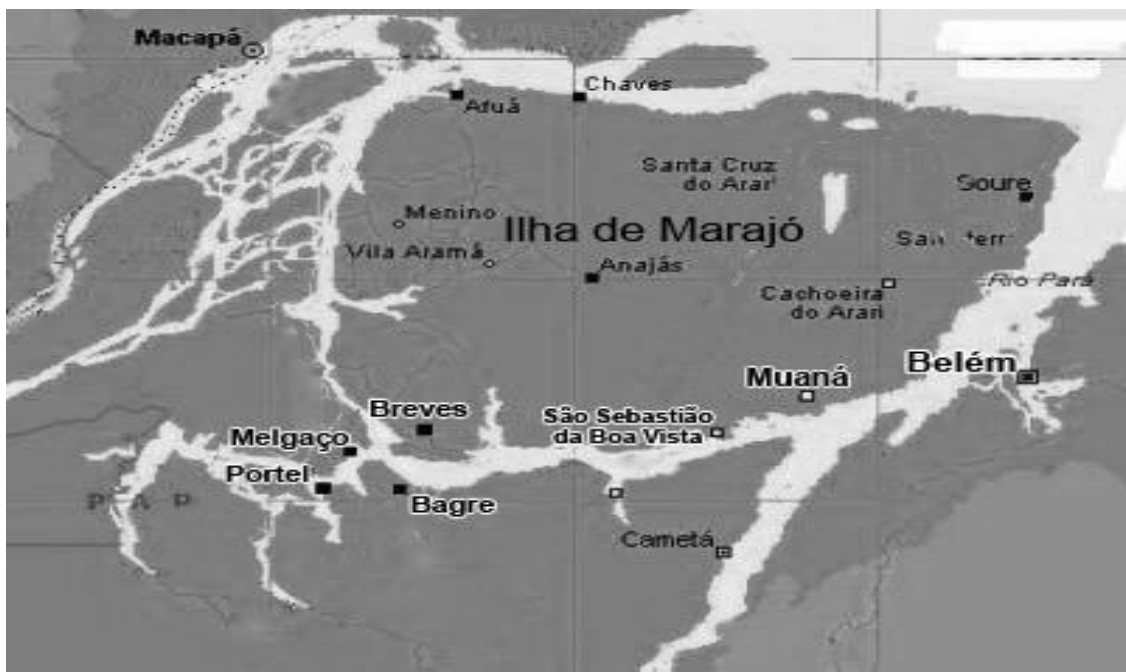 Macapá
Chaves
Afuá
Santa Cruz
do Arari
Soure
Menino
Ilha de Marajó
Vila Aramá
Anajás
Rio Pará
Cachoeira
do Arari
Belém
Muaná
Breves
São Sebastião
da Boa Vista
Melgaço
Portel
Bagre
Cametá